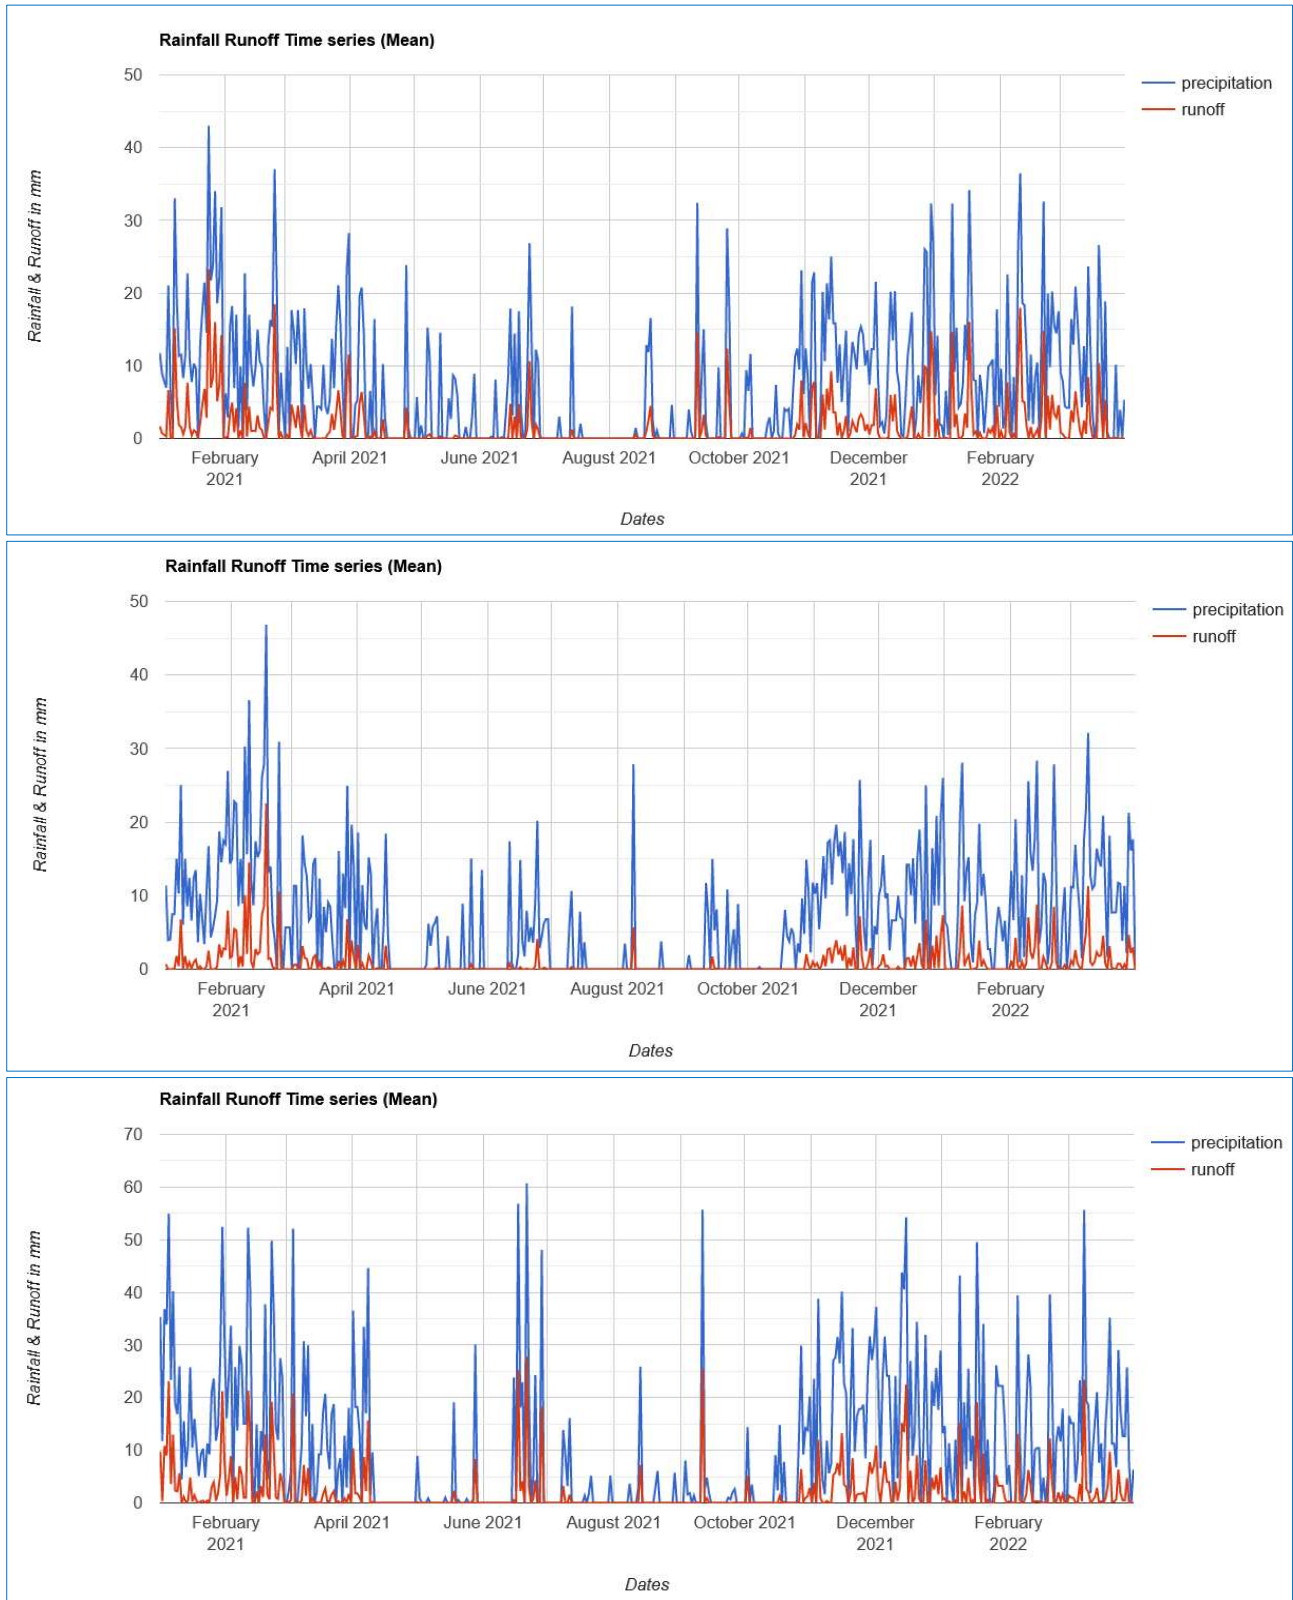 Rainfall Runoff Time series (Mean)
50
40
30
20
10
0
Rainfall & Runoff in mm
precipitation
runoff
February 2021
April 2021
June 2021
August 2021
October 2021
December 2021
February 2022
Dates
Rainfall Runoff Time series (Mean)
50
40
30
20
10
0
Rainfall & Runoff in mm
precipitation
runoff
February 2021
April 2021
June 2021
August 2021
October 2021
December 2021
February 2022
Dates
Rainfall Runoff Time series (Mean)
70
60
50
40
30
20
10
0
Rainfall & Runoff in mm
precipitation
runoff
February 2021
April 2021
June 2021
August 2021
October 2021
December 2021
February 2022
Dates